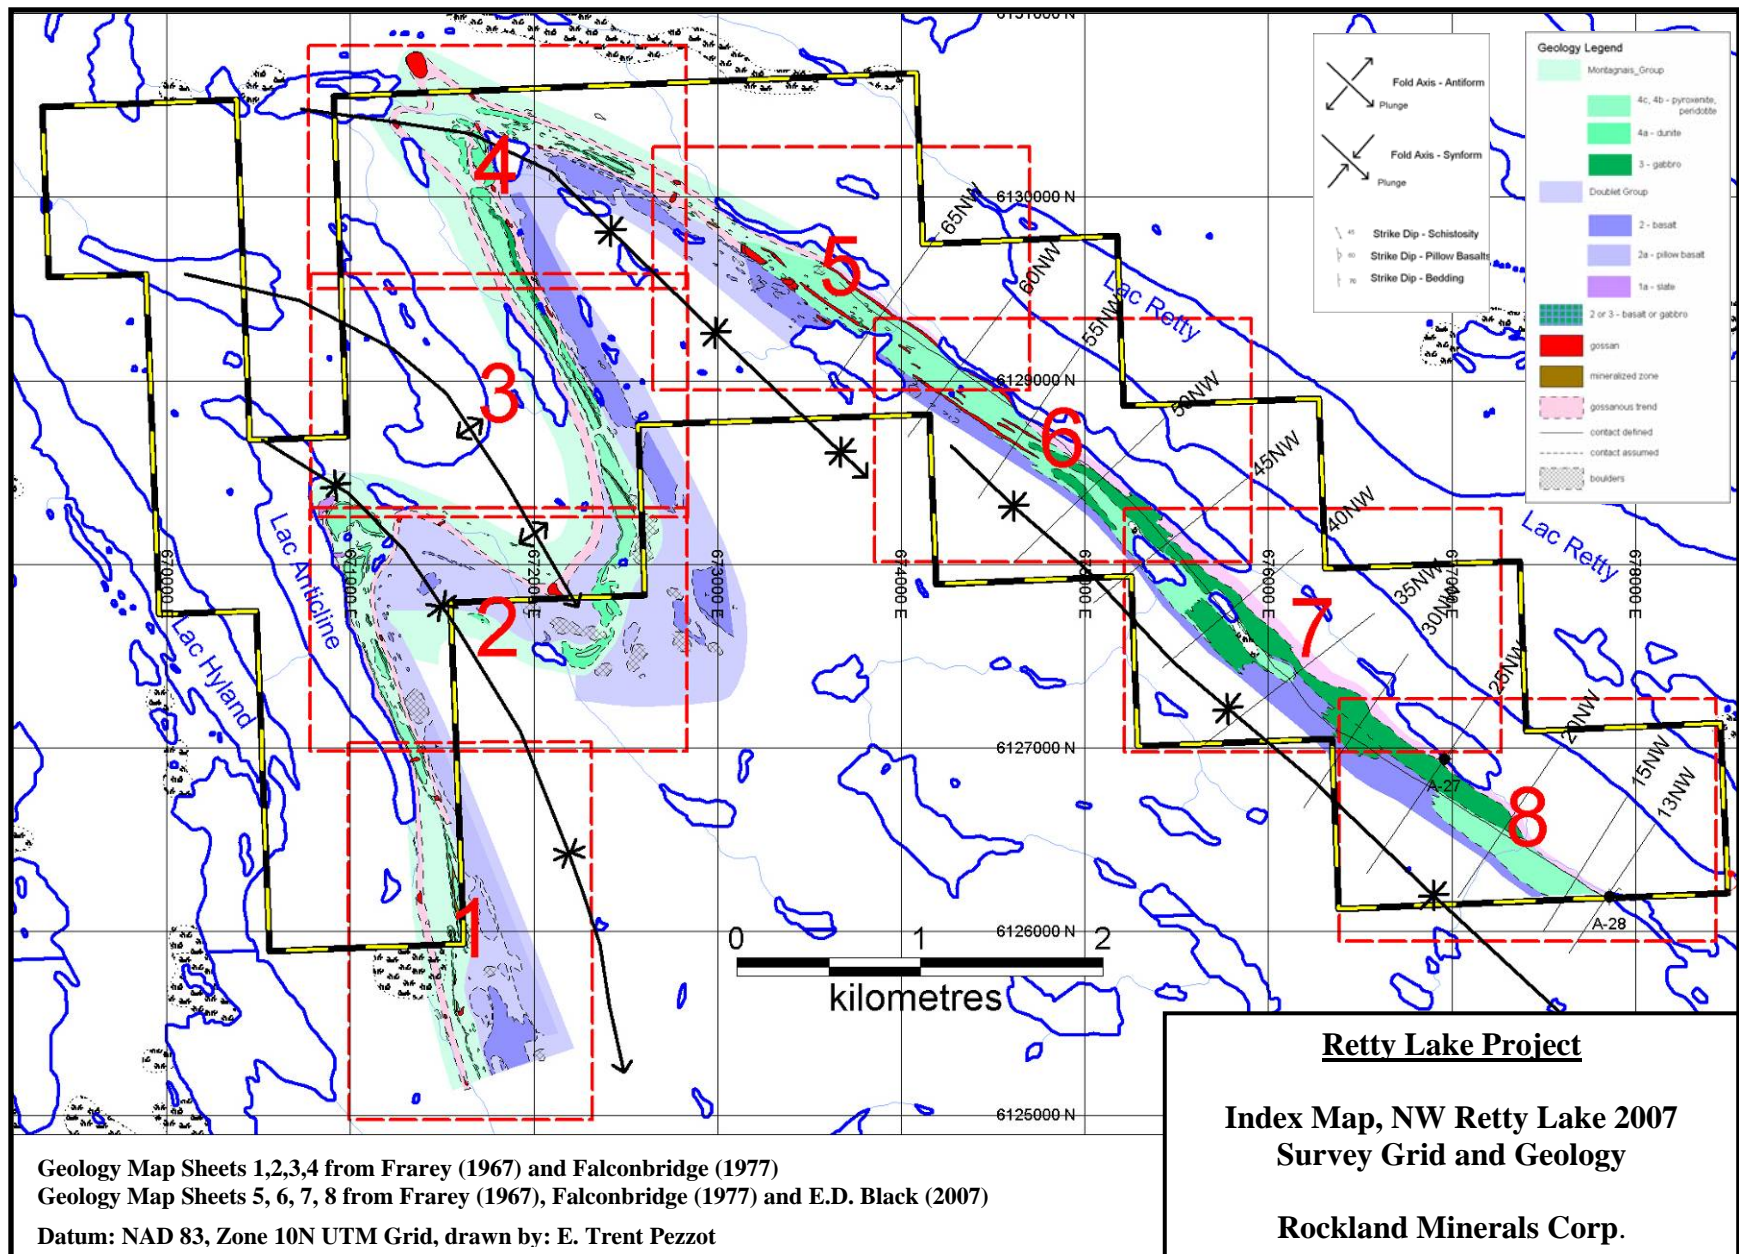 6131000 N
Fold Axis - Antiform
Plunge
Fold Axis - Synform
Plunge
45 Strike Dip - Schistosity
60 Strike Dip - Pillow Basalts
70 Strike Dip - Bedding
Geology Legend
Montagnais_Group
4c, 4b - pyroxenite,
peridotite
4a - dunite
3 - gabbro
Doublet Group
2 - basalt
2a - pillow basalt
1a - slate
2 or 3 - basalt or gabbro
gossan
mineralized zone
gossanous trend
contact defined
contact assumed
boulders
4
6130000 N
65NW
5
60NW
Lac Retty
55NW
3
6129000 N
50NW
6
45NW
40NW
Lac Retty
Lac Anticline
670000 E
671000 E
672000 E
673000 E
674000 E
676000 E
678000 E
35NW
30NW
2
7
Lac Hyland
25NW
20NW
6127000 N
15NW
13NW
A-27
8
1
A-28
6126000 N
0 1 2
kilometres
6125000 N
Retty Lake Project
Index Map, NW Retty Lake 2007
Survey Grid and Geology
Rockland Minerals Corp.
Geology Map Sheets 1,2,3,4 from Frarey (1967) and Falconbridge (1977)
Geology Map Sheets 5, 6, 7, 8 from Frarey (1967), Falconbridge (1977) and E.D. Black (2007)
Datum: NAD 83, Zone 10N UTM Grid, drawn by: E. Trent Pezzot